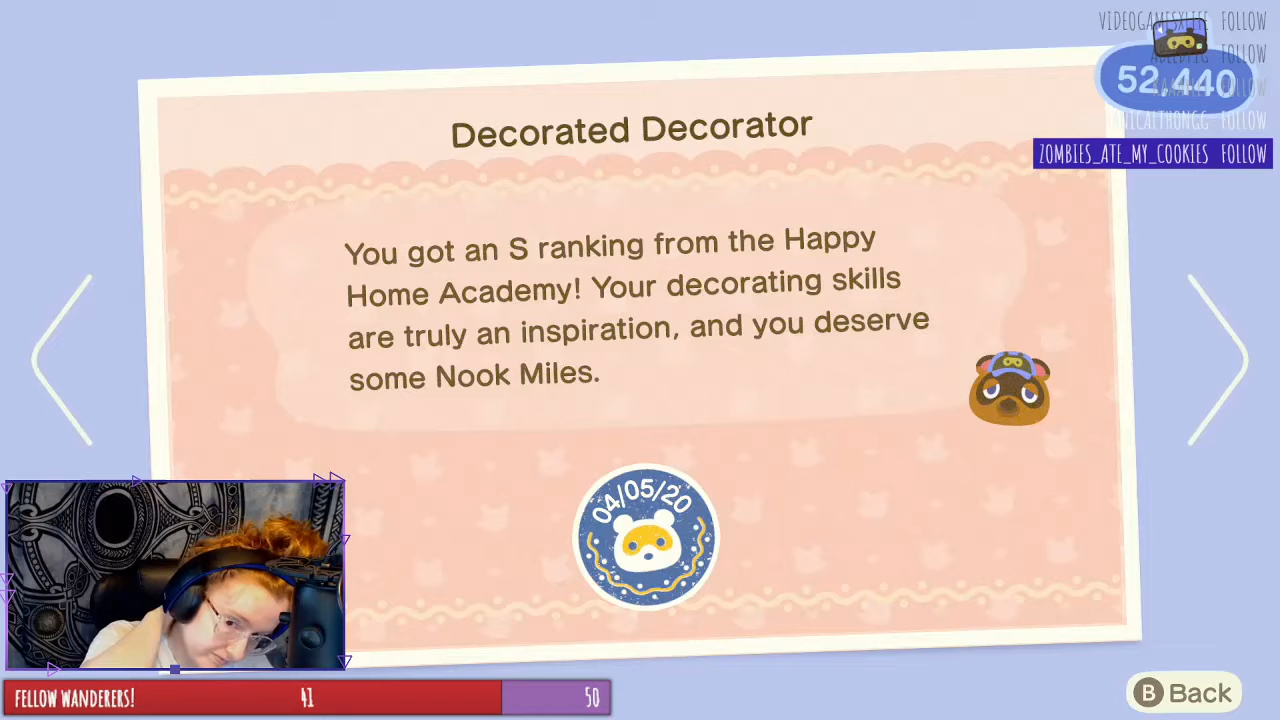 VIDEOGAMESXLIFE FOLLOW
FOLLOW
52,440
FOLLOW
FOLLOW
ZOMBIES_ATE_MY_COOKIES FOLLOW
Decorated Decorator
You got an S ranking from the Happy
Home Academy! Your decorating skills
are truly an inspiration, and you deserve
some Nook Miles.
04/05/20
FELLOW WANDERERS! 41 50
B Back